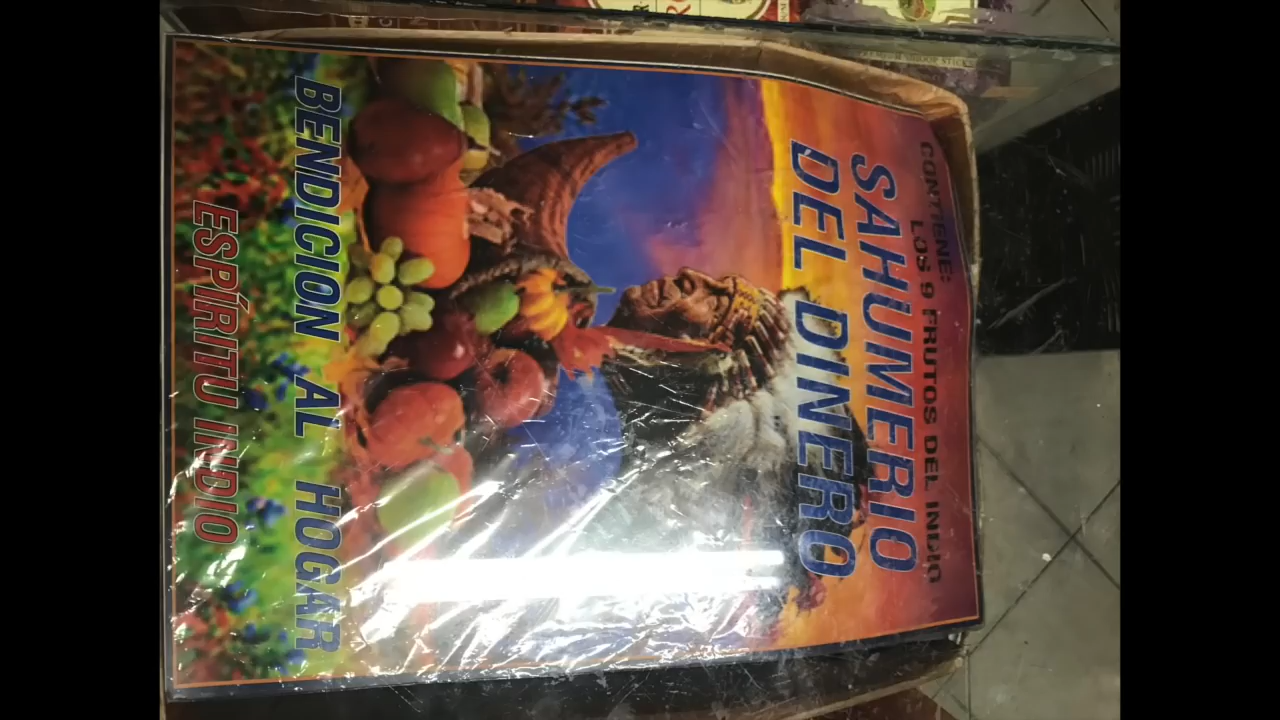 CONTIENE:
LOS 9 FRUTOS DEL INDIO
SAHUMERIO
DEL DINERO
BENDICION AL HOGAR
ESPÍRITU INDIO